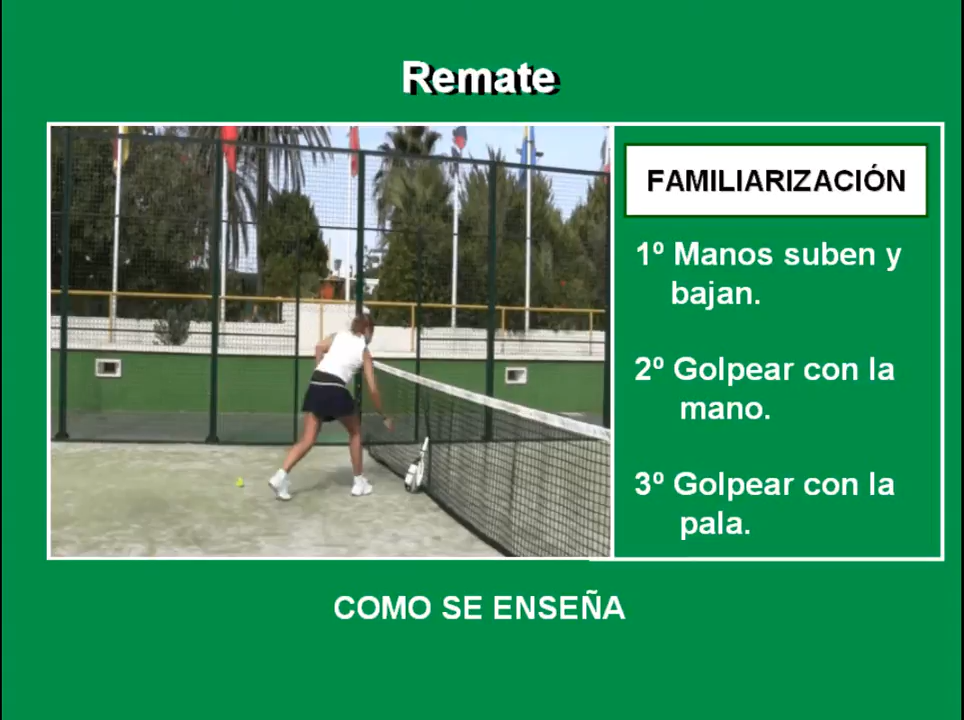 Remate
FAMILIARIZACIÓN
1º Manos suben y
bajan.
2º Golpear con la
mano.
3º Golpear con la
pala.
COMO SE ENSEÑA